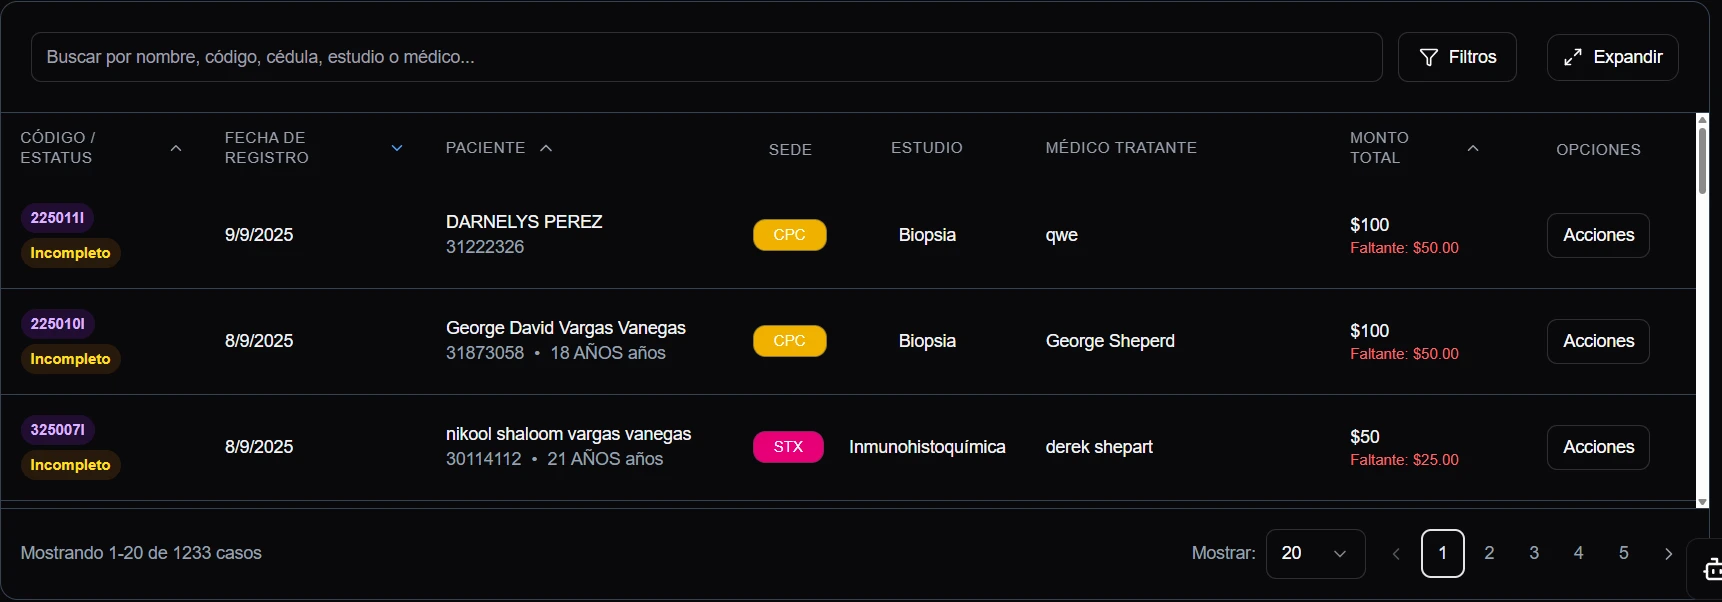 Buscar por nombre, código, cédula, estudio o médico...
Filtros
Expandir
CÓDIGO /
ESTATUS
FECHA DE
REGISTRO
PACIENTE
SEDE
ESTUDIO
MÉDICO TRATANTE
MONTO
TOTAL
OPCIONES
225011I
Incompleto
9/9/2025
DARNELYS PEREZ
31222326
CPC
Biopsia
qwe
$100
Faltante: $50.00
Acciones
225010I
Incompleto
8/9/2025
George David Vargas Vanegas
31873058 • 18 AÑOS años
CPC
Biopsia
George Sheperd
$100
Faltante: $50.00
Acciones
325007I
Incompleto
8/9/2025
nikool shaloom vargas vanegas
30114112 • 21 AÑOS años
STX
Inmunohistoquímica
derek shepart
$50
Faltante: $25.00
Acciones
Mostrando 1-20 de 1233 casos
Mostrar: 20
1 2 3 4 5